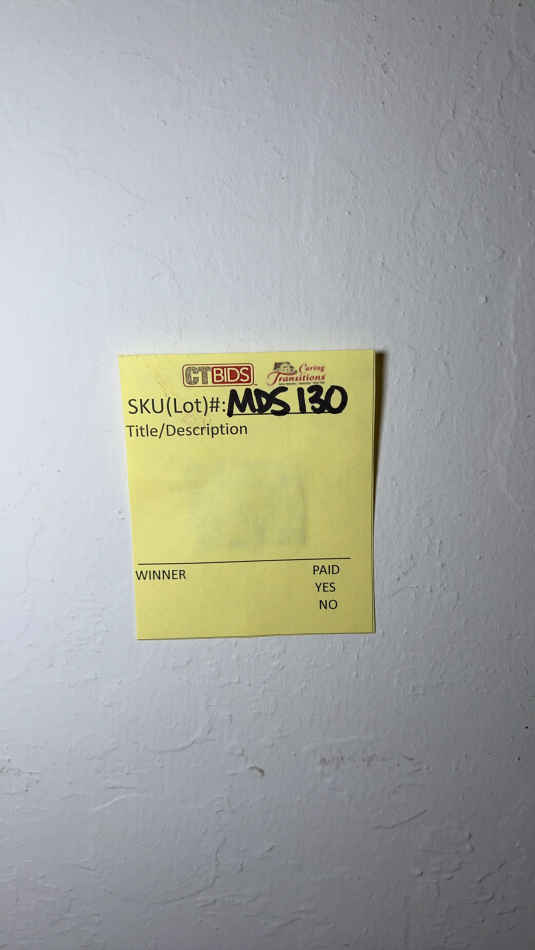 CTBIDS Caring Transitions
SKU(Lot)#: MDS 130
Title/Description
WINNER PAID
YES
NO